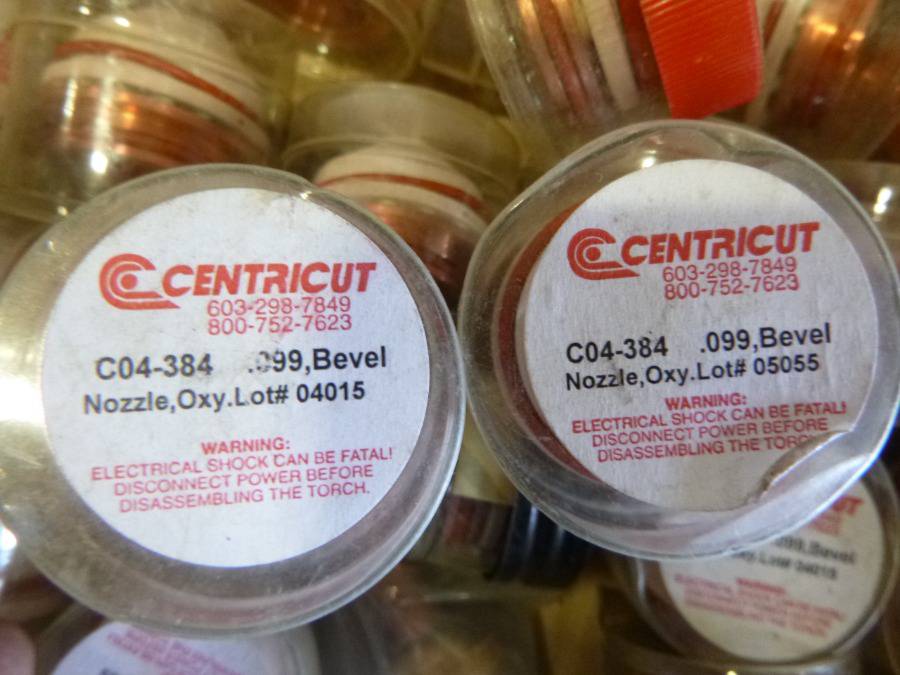 CENTRICUT
603-298-7849
800-752-7623
C04-384 .099,Bevel
Nozzle,Oxy.Lot# 04015
WARNING:
ELECTRICAL SHOCK CAN BE FATAL!
DISCONNECT POWER BEFORE
DISASSEMBLING THE TORCH.
CENTRICUT
603-298-7849
800-752-7623
C04-384 .099,Bevel
Nozzle,Oxy.Lot# 05055
WARNING:
ELECTRICAL SHOCK CAN BE FATAL!
DISCONNECT POWER BEFORE
DISASSEMBLING THE TORCH
.099,Bevel
Lot# 04015